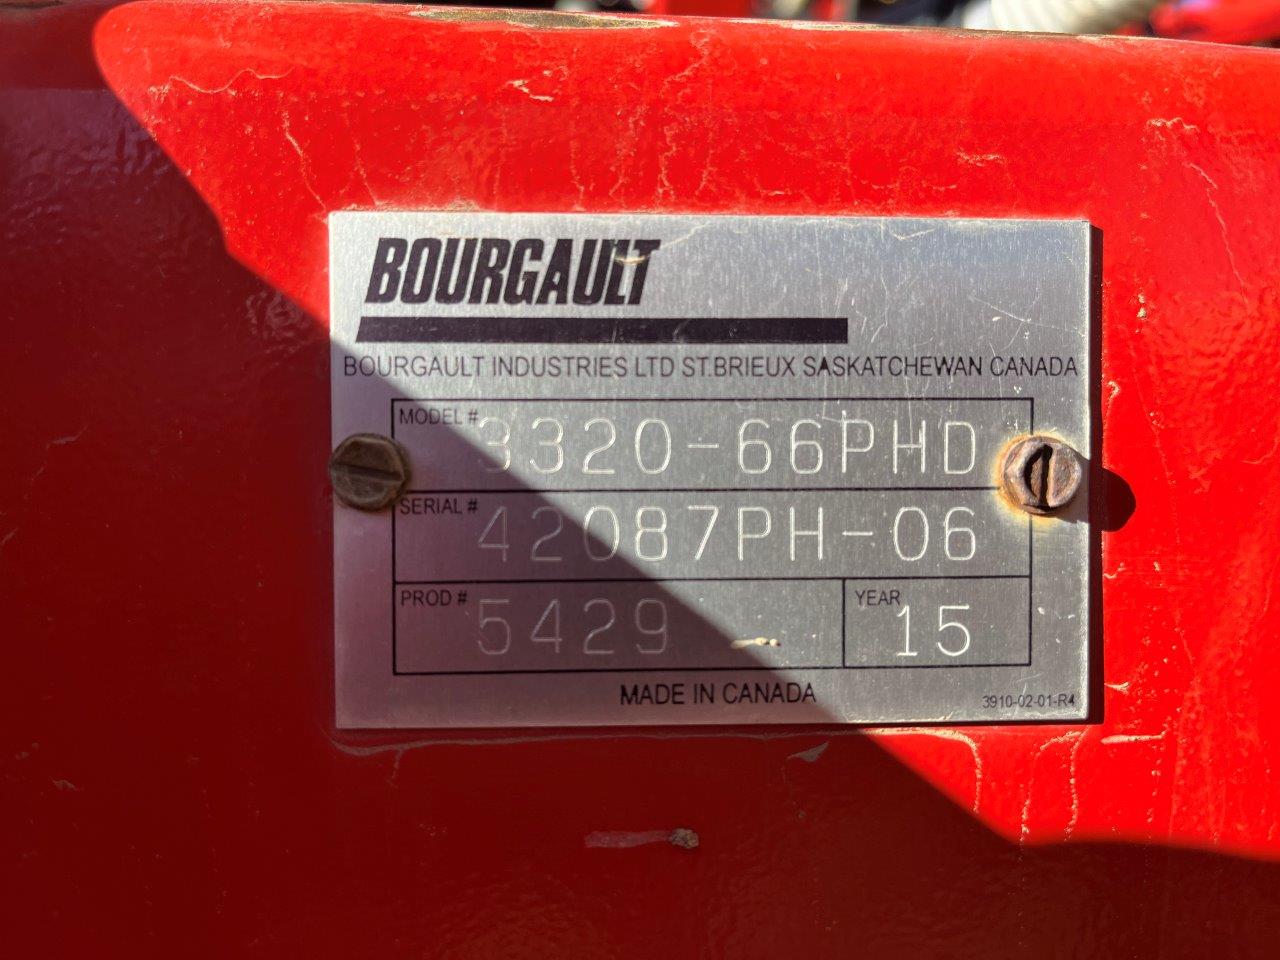 BOURGAULT
BOURGAULT INDUSTRIES LTD ST.BRIEUX SASKATCHEWAN CANADA
MODEL # 3320-66PHD
SERIAL # 42087PH-06
PROD # 5429 YEAR 15
MADE IN CANADA
3910-02-01-R4